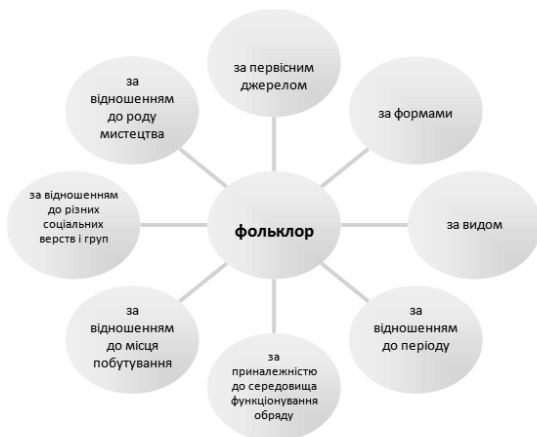 за первісним
джерелом
за формами
за видом
за
відношенням
до періоду
за
приналежністю
до середовища
функціонування
обряду
за
відношенням
до місця
побутування
за відношенням
до різних
соціальних
верств і груп
за
відношенням
до роду
мистецтва
фольклор